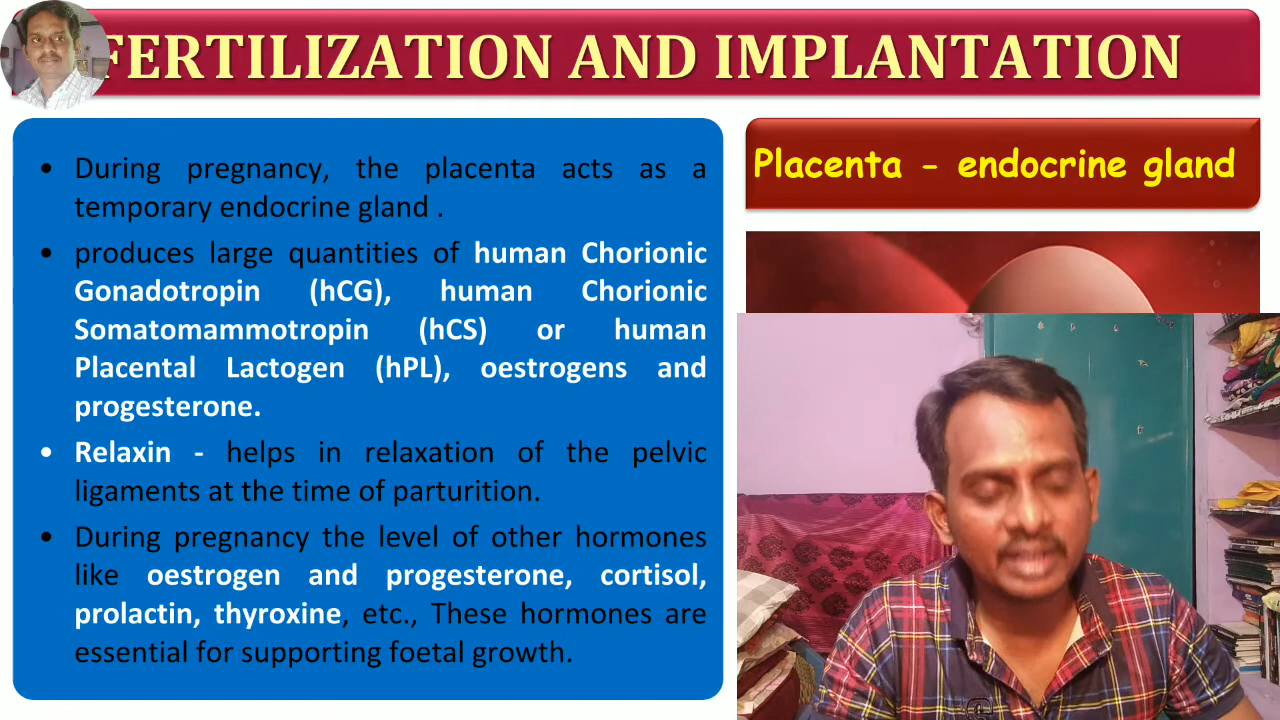 FERTILIZATION AND IMPLANTATION
• During pregnancy, the placenta acts as a
temporary endocrine gland .
• produces large quantities of human Chorionic
Gonadotropin (hCG), human Chorionic
Somatomammotropin (hCS) or human
Placental Lactogen (hPL), oestrogens and
progesterone.
• Relaxin - helps in relaxation of the pelvic
ligaments at the time of parturition.
• During pregnancy the level of other hormones
like oestrogen and progesterone, cortisol,
prolactin, thyroxine, etc., These hormones are
essential for supporting foetal growth.
Placenta - endocrine gland